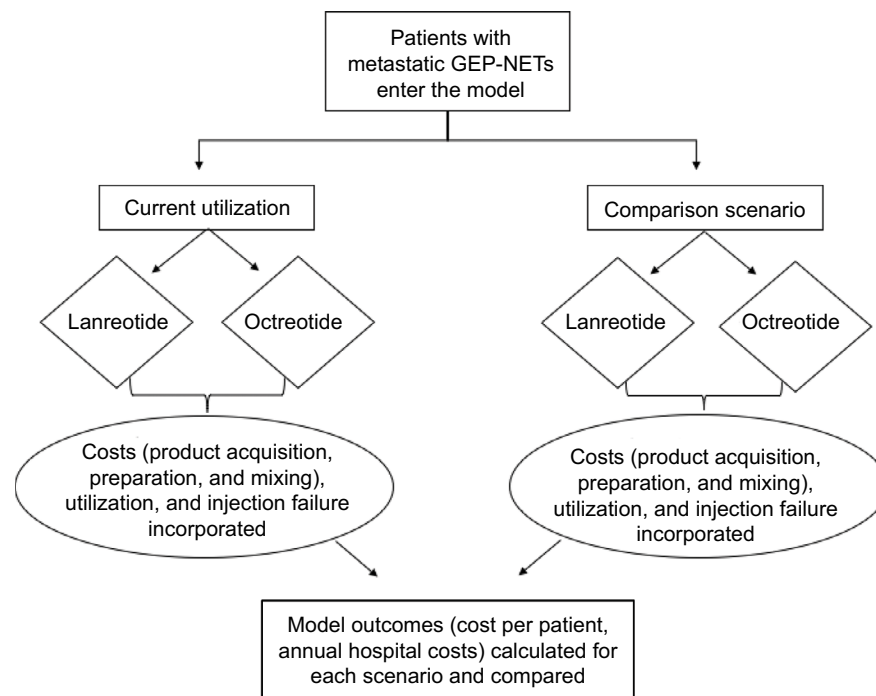 Patients with
metastatic GEP-NETs
enter the model
Current utilization
Comparison scenario
Lanreotide
Octreotide
Lanreotide
Octreotide
Costs (product acquisition,
preparation, and mixing),
utilization, and injection failure
incorporated
Costs (product acquisition,
preparation, and mixing),
utilization, and injection failure
incorporated
Model outcomes (cost per patient,
annual hospital costs) calculated for
each scenario and compared